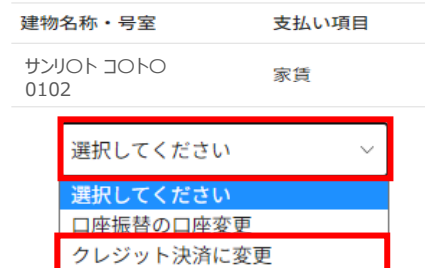 建物名称・号室 支払い項目
サンリ〇ト コ〇ト〇
0102 家賃
選択してください
選択してください
口座振替の口座変更
クレジット決済に変更